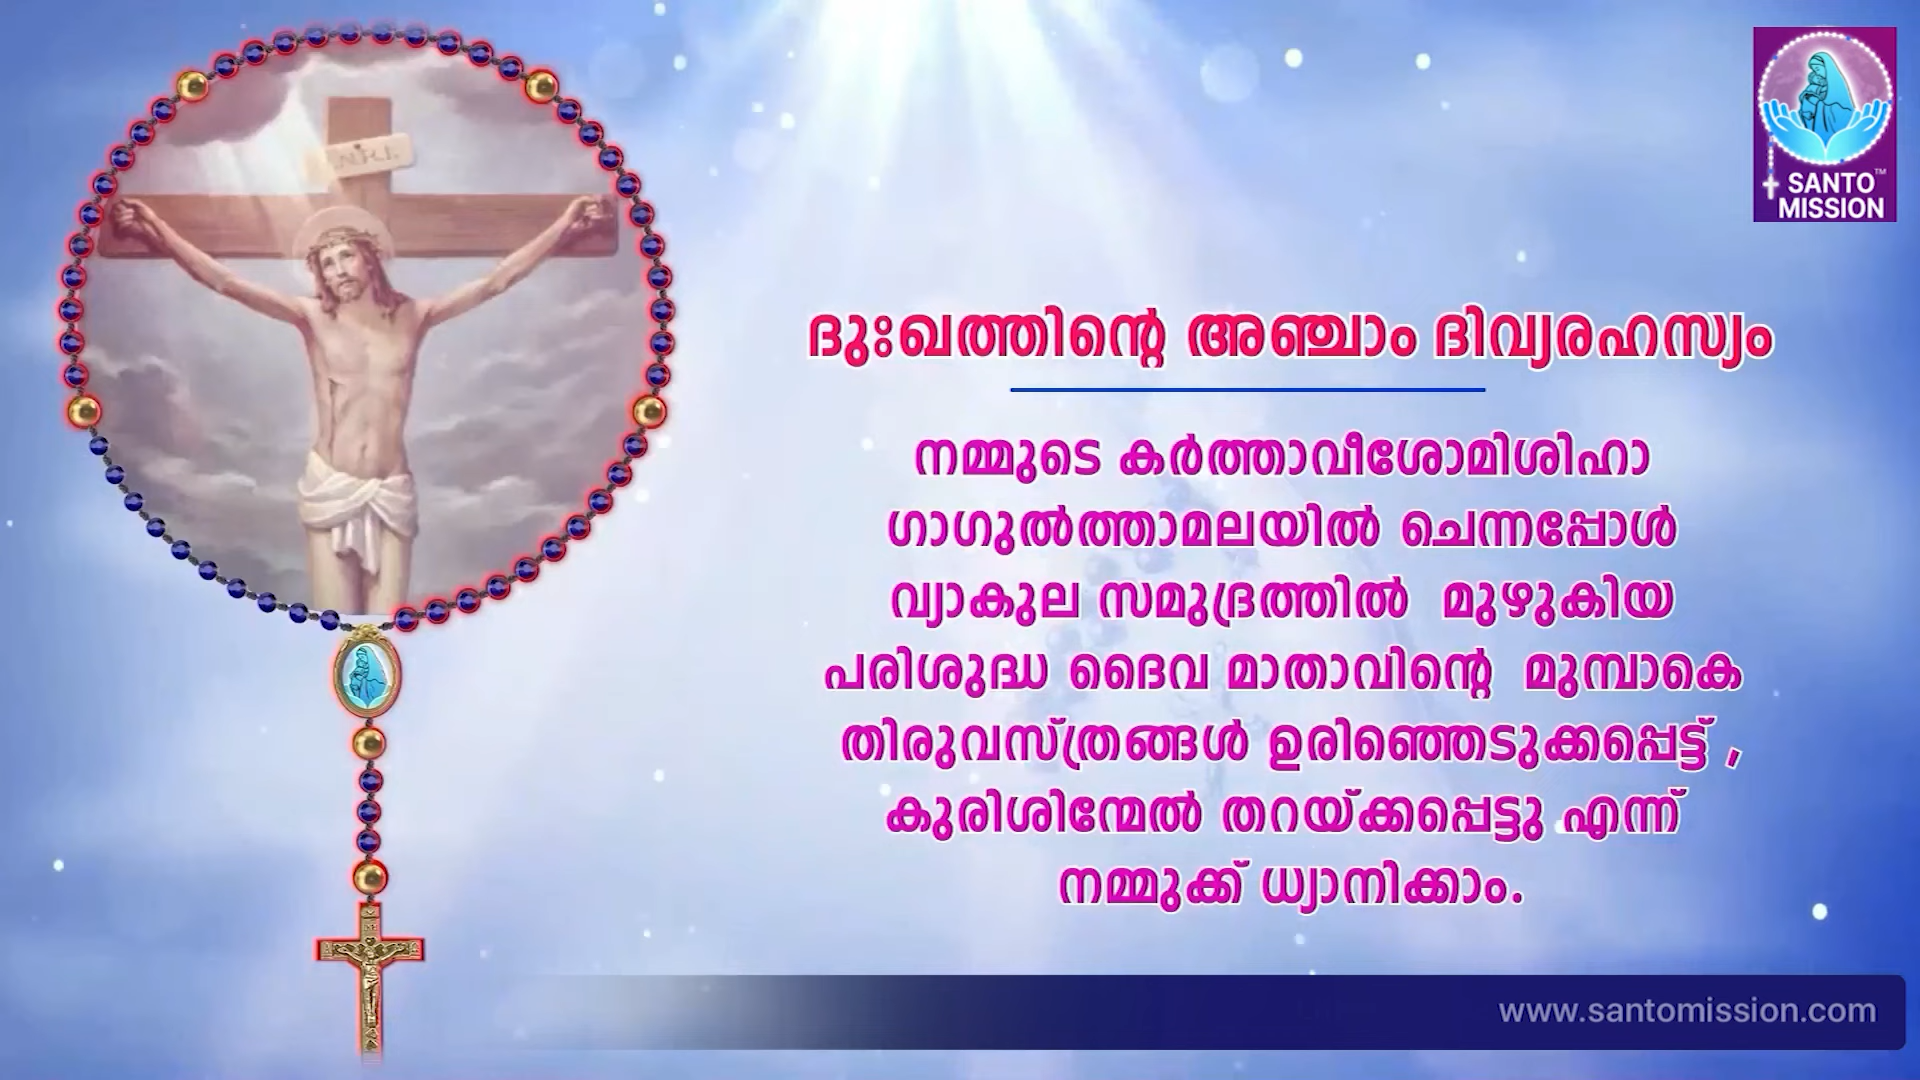 I.N.R.I.
SANTO™
MISSION
ദുഃഖത്തിന്റെ അഞ്ചാം ദിവ്യരഹസ്യം
നമ്മുടെ കർത്താവീശോമിശിഹാ
ഗാഗുൽത്താമലയിൽ ചെന്നപ്പോൾ
വ്യാകുല സമുദ്രത്തിൽ മുഴുകിയ
പരിശുദ്ധ ദൈവ മാതാവിന്റെ മുമ്പാകെ
തിരുവസ്ത്രങ്ങൾ ഉരിഞ്ഞെടുക്കപ്പെട്ട് ,
കുരിശിന്മേൽ തറയ്ക്കപ്പെട്ടു എന്ന്
നമ്മുക്ക് ധ്യാനിക്കാം.
www.santomission.com